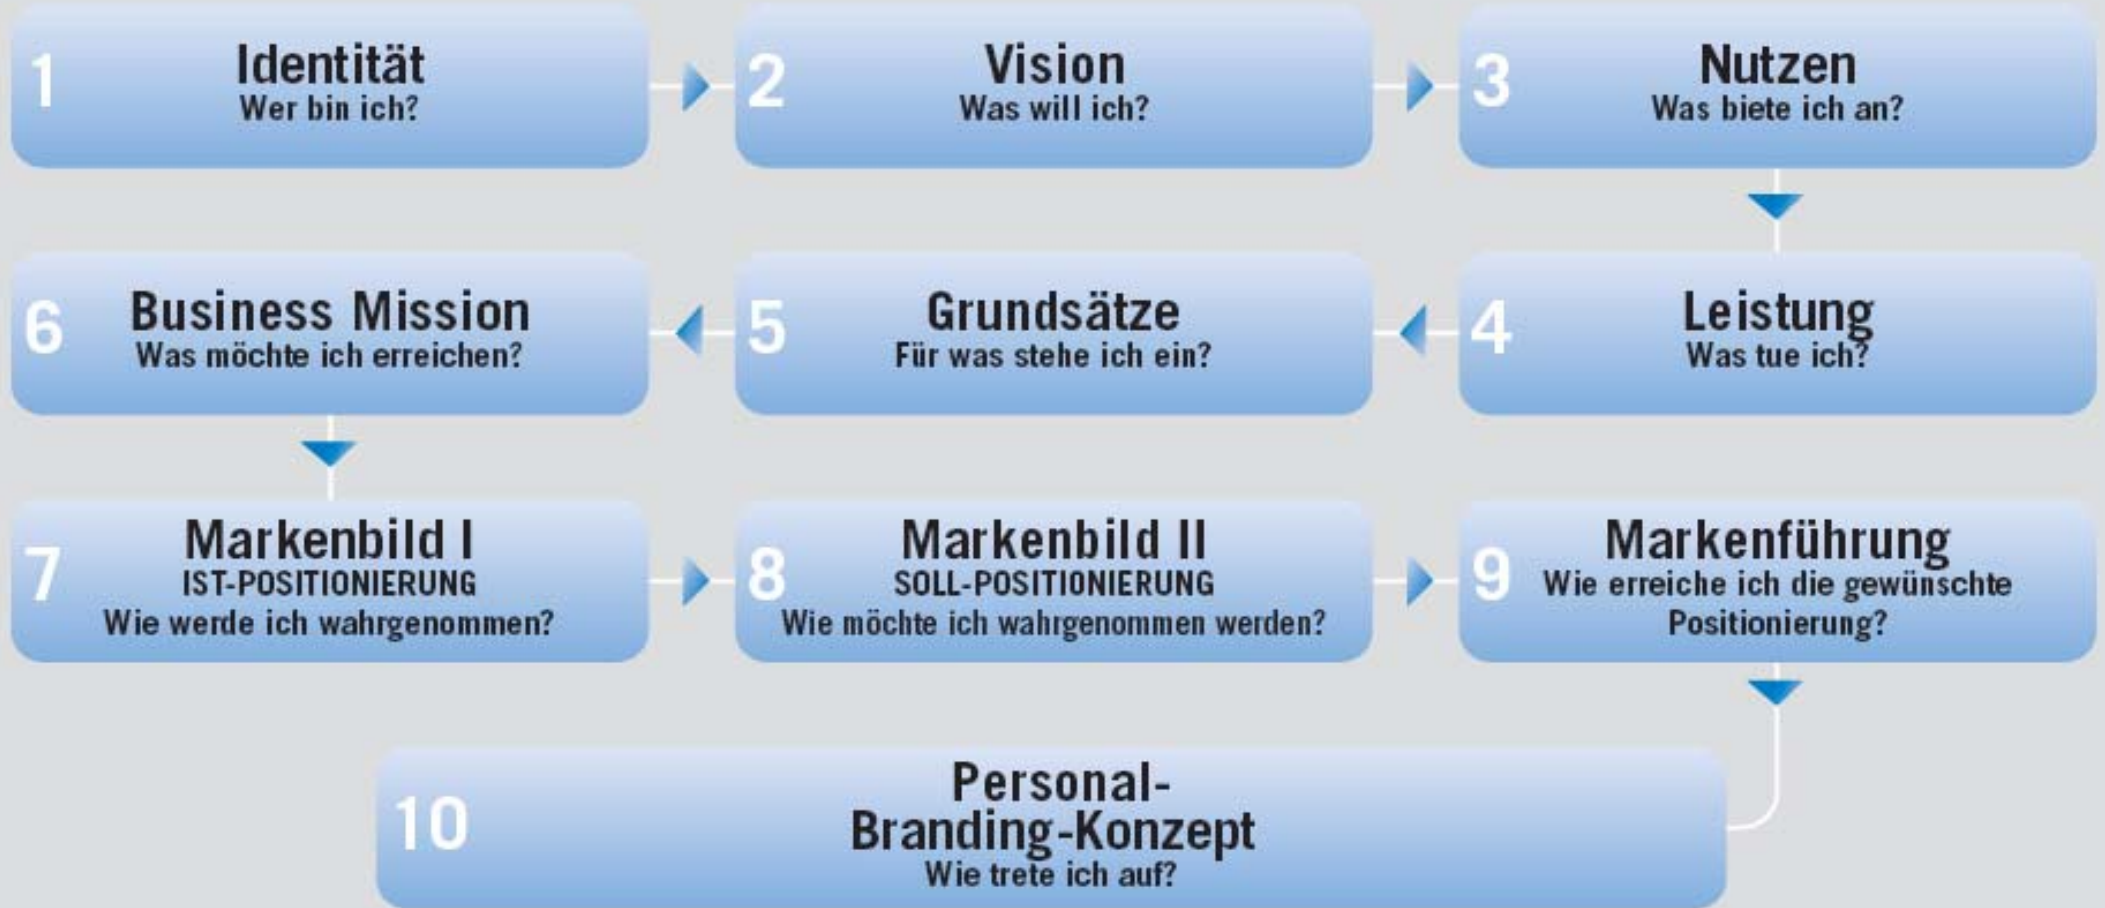 1
Identität
Wer bin ich?
2
Vision
Was will ich?
3
Nutzen
Was biete ich an?
4
Leistung
Was tue ich?
5
Grundsätze
Für was stehe ich ein?
6
Business Mission
Was möchte ich erreichen?
7
Markenbild I
IST-POSITIONIERUNG
Wie werde ich wahrgenommen?
8
Markenbild II
SOLL-POSITIONIERUNG
Wie möchte ich wahrgenommen werden?
9
Markenführung
Wie erreiche ich die gewünschte
Positionierung?
10
Personal-
Branding-Konzept
Wie trete ich auf?